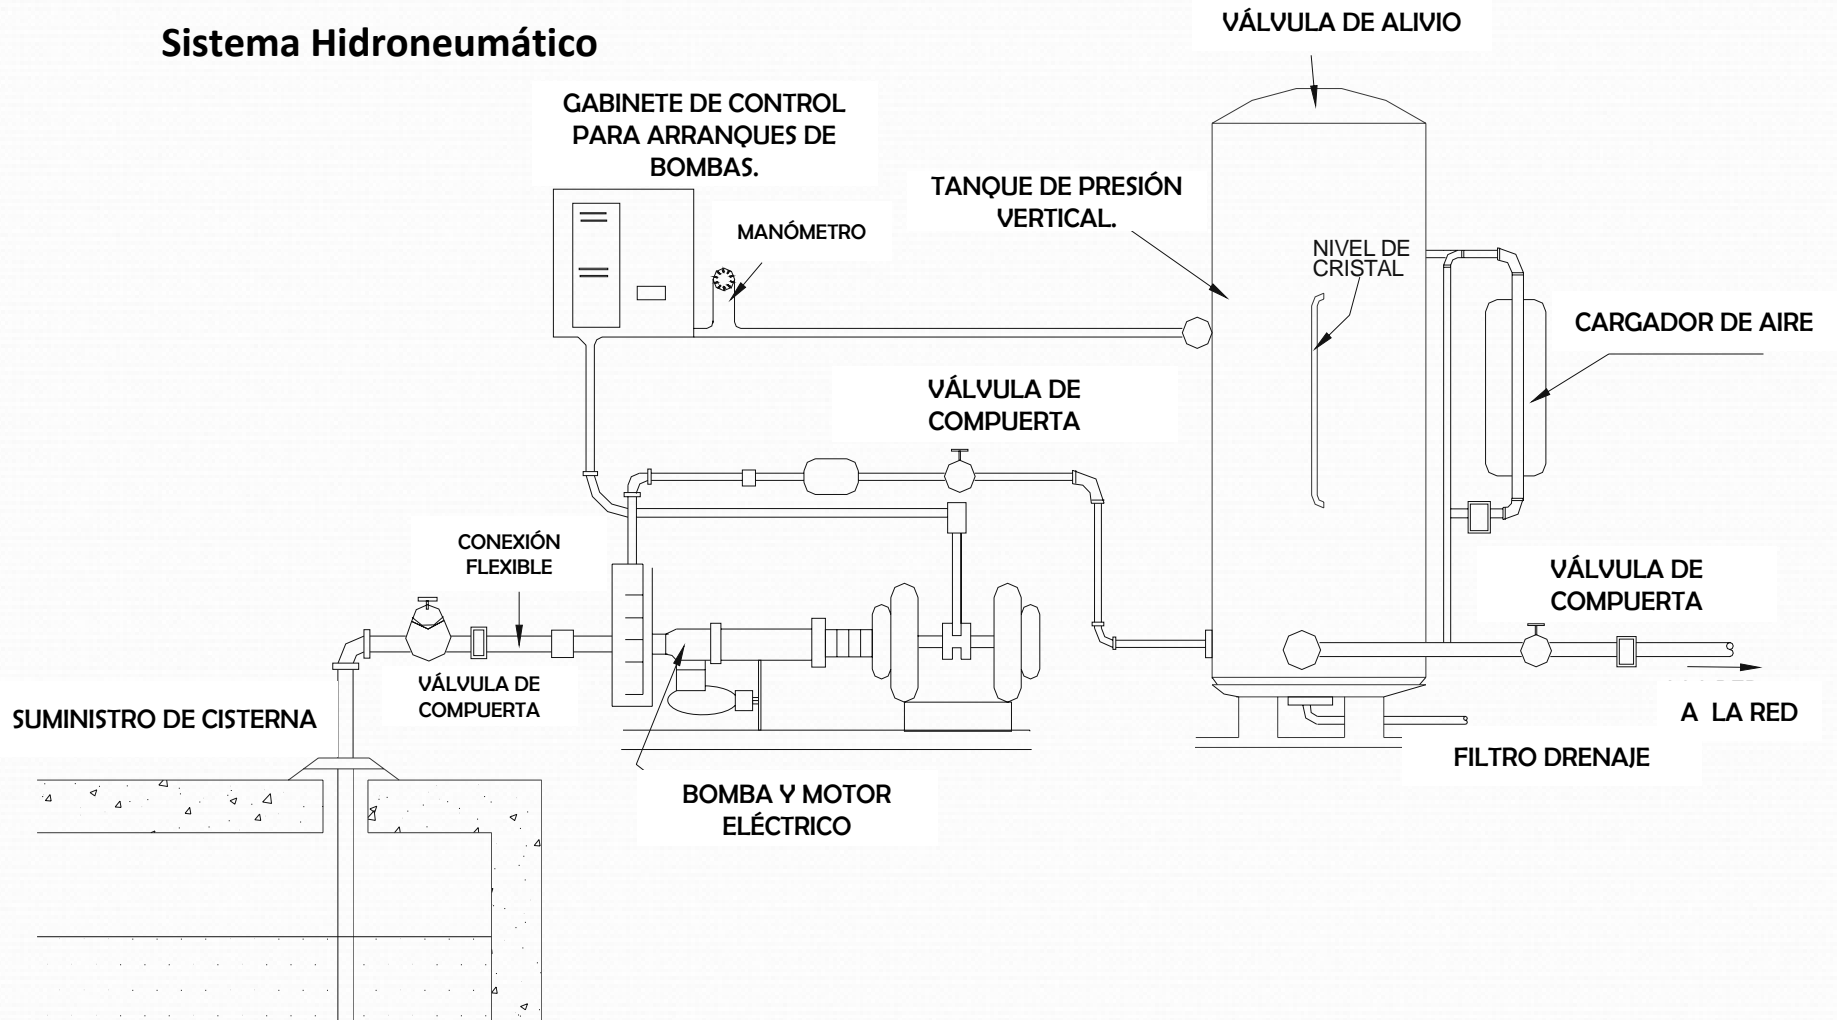 Sistema Hidroneumático
VÁLVULA DE ALIVIO
GABINETE DE CONTROL
PARA ARRANQUES DE
BOMBAS.
MANÓMETRO
TANQUE DE PRESIÓN
VERTICAL.
NIVEL DE
CRISTAL
CARGADOR DE AIRE
VÁLVULA DE
COMPUERTA
CONEXIÓN
FLEXIBLE
VÁLVULA DE
COMPUERTA
VÁLVULA DE
COMPUERTA
SUMINISTRO DE CISTERNA
A LA RED
FILTRO DRENAJE
BOMBA Y MOTOR
ELÉCTRICO